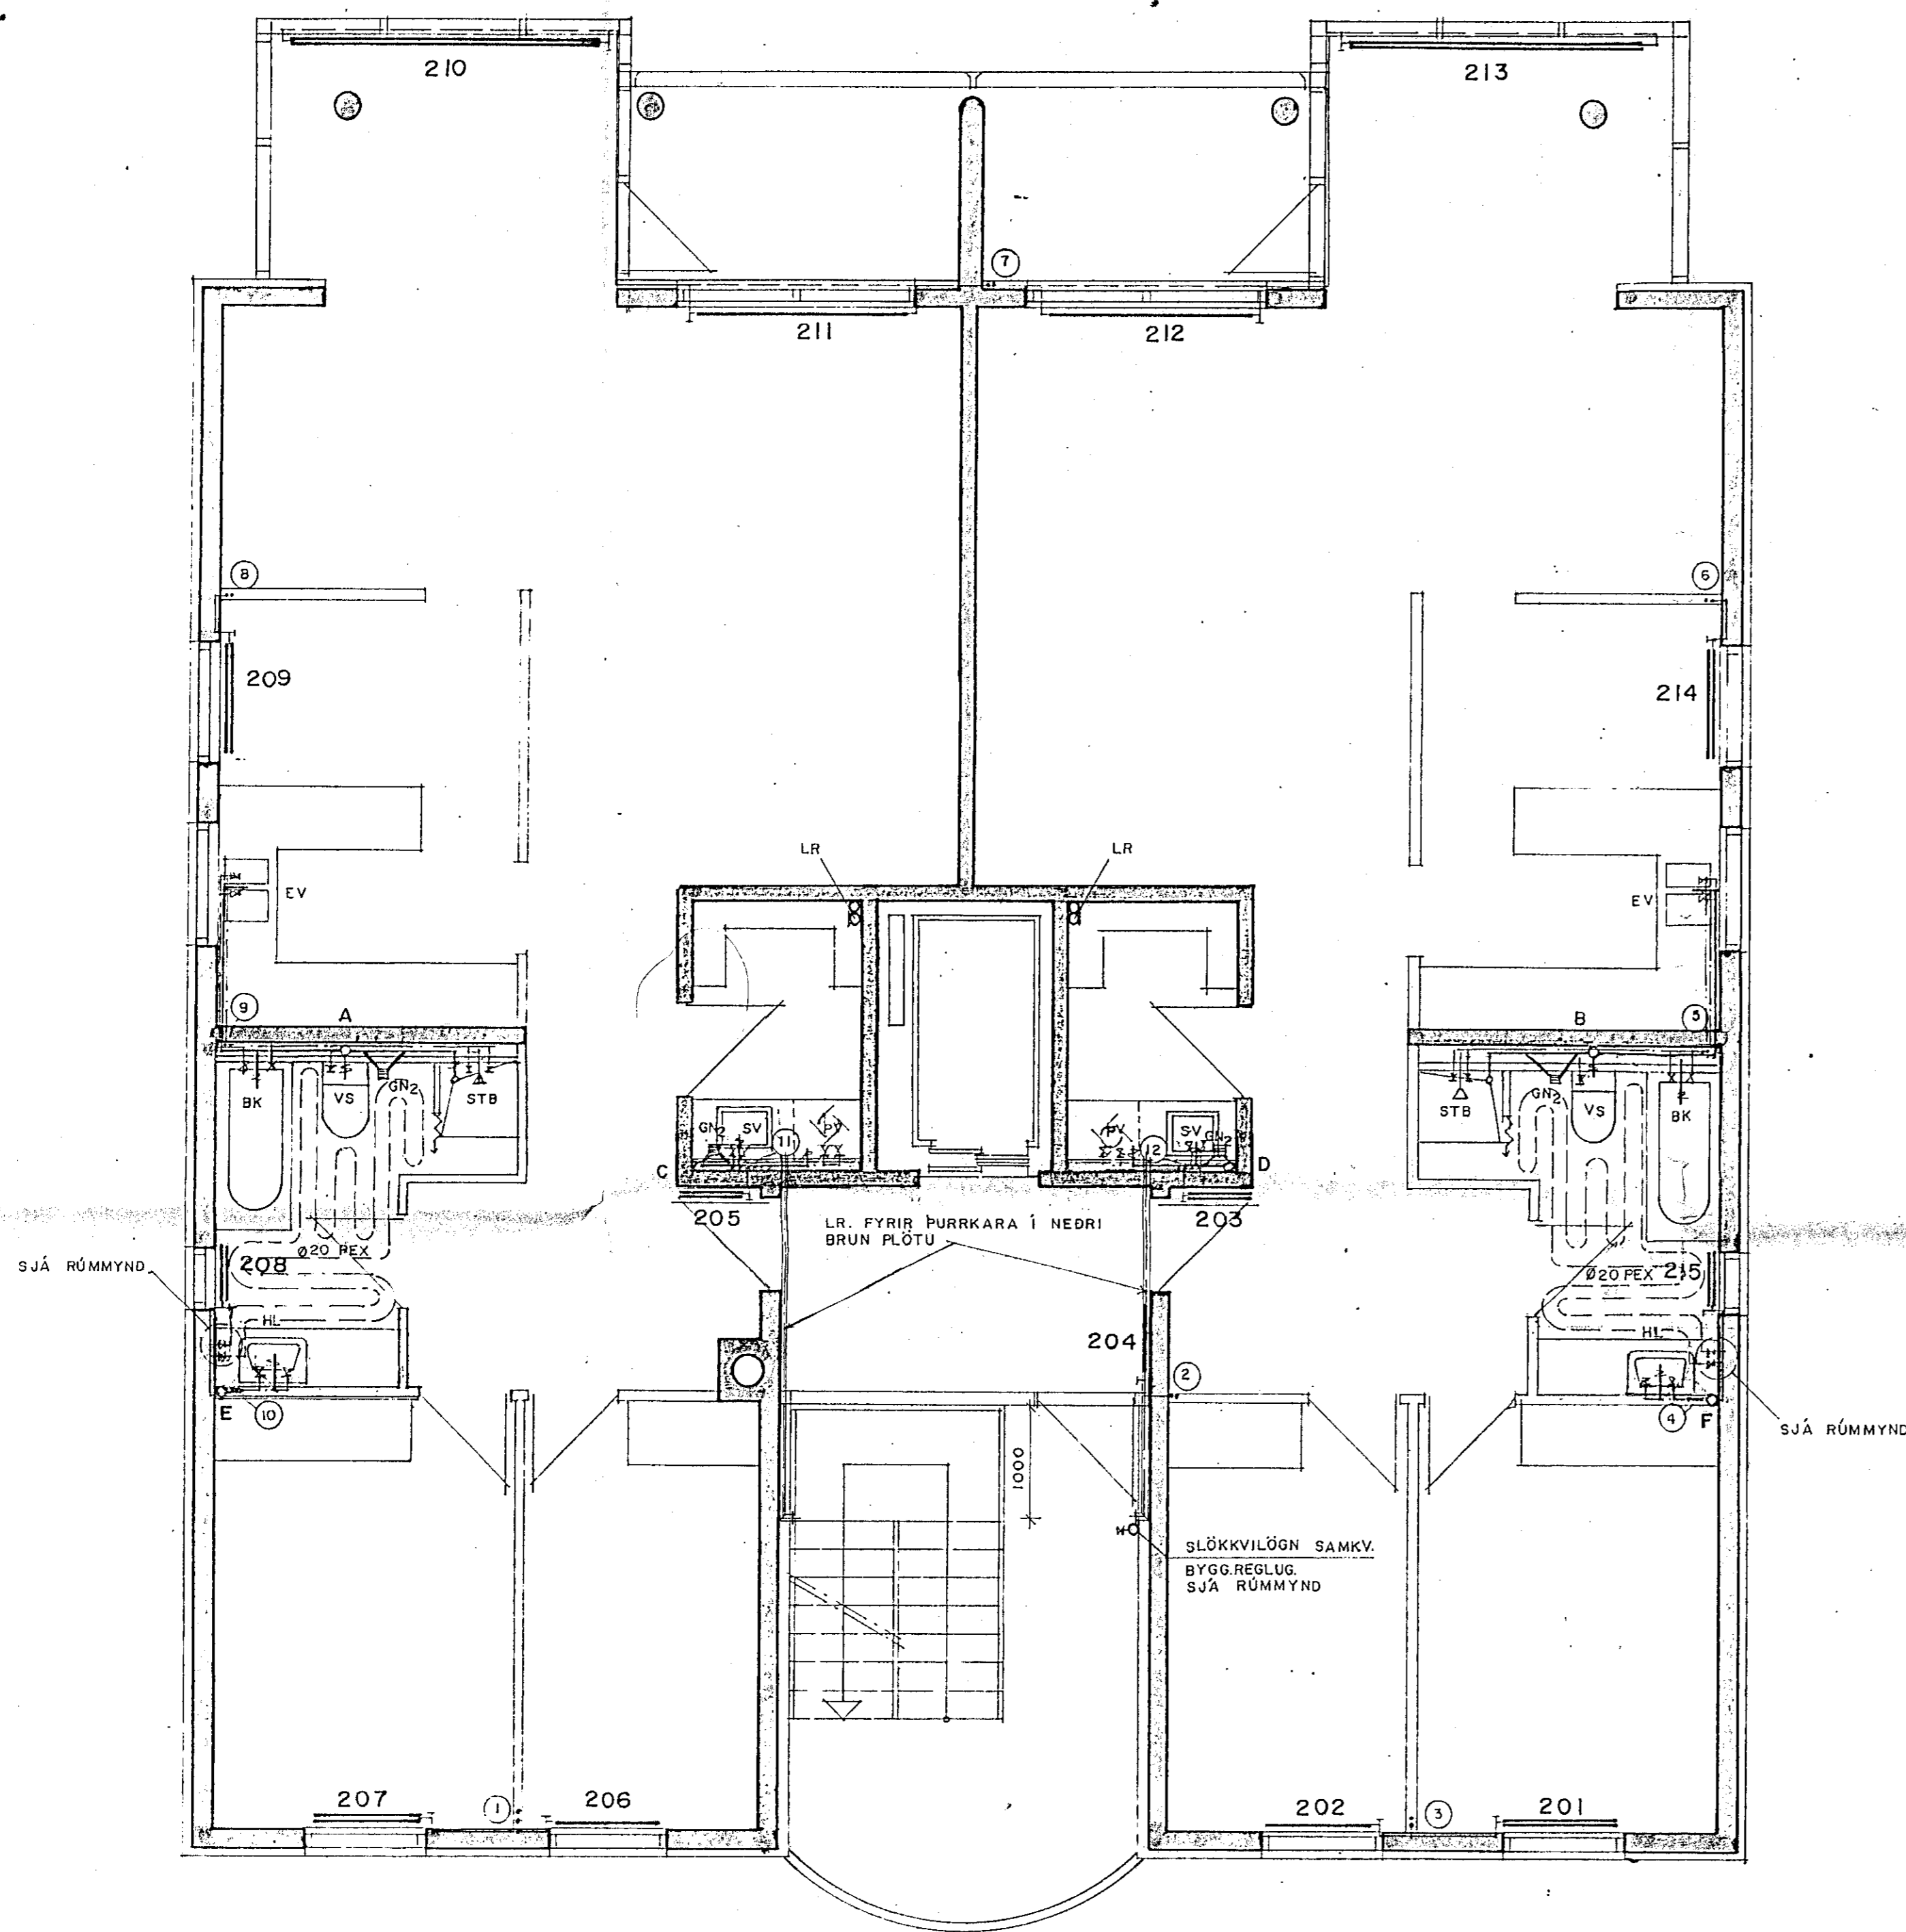 210
213
7
211
212
8
6
209
214
LR
LR
EV
EV
9
A
B
5
BK
VS
GN2
STB
GN2
SV
11
PV
PV
12
SV
GN2
STB
GN2
VS
BK
C
D
205
LR. FYRIR ÞURRKARA Í NEÐRI
BRUN PLÖTU
203
SJÁ RÚMMYND
208
Ø20 PEX
Ø20 PEX
215
HL
HL
204
2
E
10
4
F
SJÁ RÚMMYND
1000
SLÖKKVILÖGN SAMKV.
BYGG.REGLUG.
SJÁ RÚMMYND
207
1
206
202
3
201